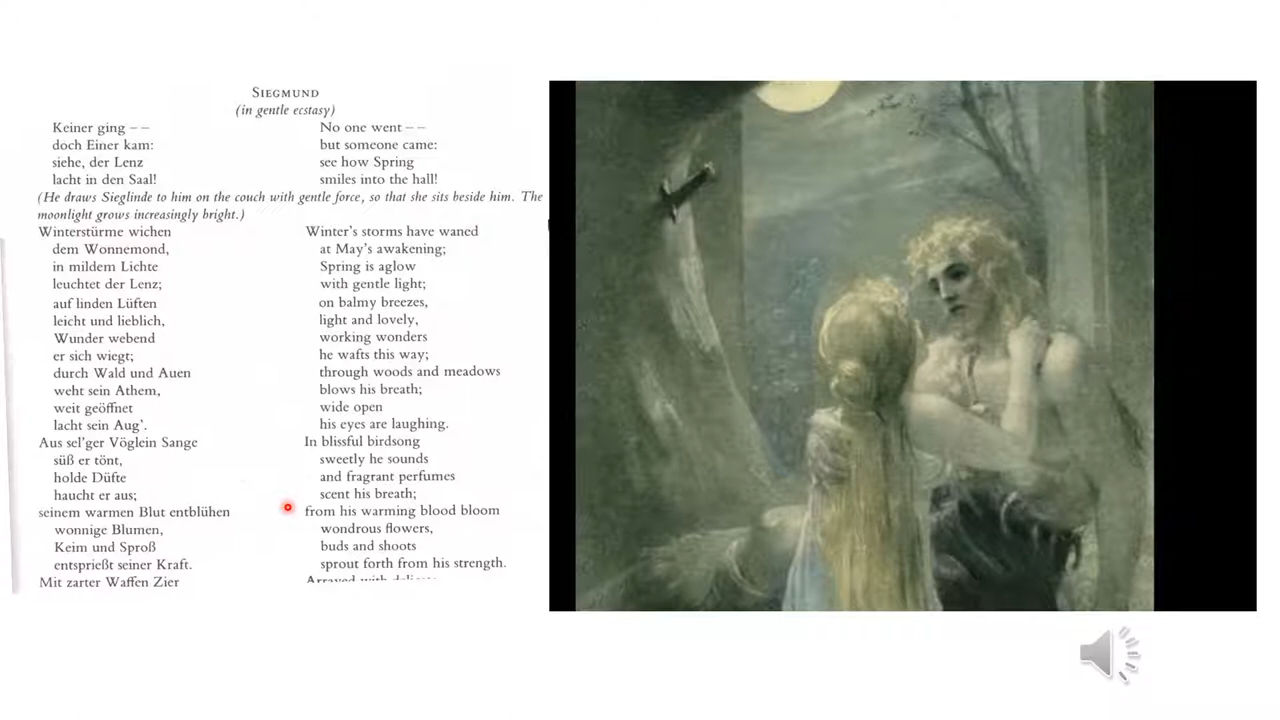 SIEGMUND
(in gentle ecstasy)
Keiner ging – –
doch Einer kam:
siehe, der Lenz
lacht in den Saal!
No one went – –
but someone came:
see how Spring
smiles into the hall!
(He draws Sieglinde to him on the couch with gentle force, so that she sits beside him. The
moonlight grows increasingly bright.)
Winterstürme wichen
dem Wonnemond,
in mildem Lichte
leuchtet der Lenz;
auf linden Lüften
leicht und lieblich,
Wunder webend
er sich wiegt;
durch Wald und Auen
weht sein Athem,
weit geöffnet
lacht sein Aug'.
Aus sel'ger Vöglein Sange
süß er tönt,
holde Düfte
haucht er aus;
seinem warmen Blut entblühen
wonnige Blumen,
Keim und Sproß
entsprießt seiner Kraft.
Mit zarter Waffen Zier
Winter's storms have waned
at May's awakening;
Spring is aglow
with gentle light;
on balmy breezes,
light and lovely,
working wonders
he wafts this way;
through woods and meadows
blows his breath;
wide open
his eyes are laughing.
In blissful birdsong
sweetly he sounds
and fragrant perfumes
scent his breath;
from his warming blood bloom
wondrous flowers,
buds and shoots
sprout forth from his strength.
Arrayed with